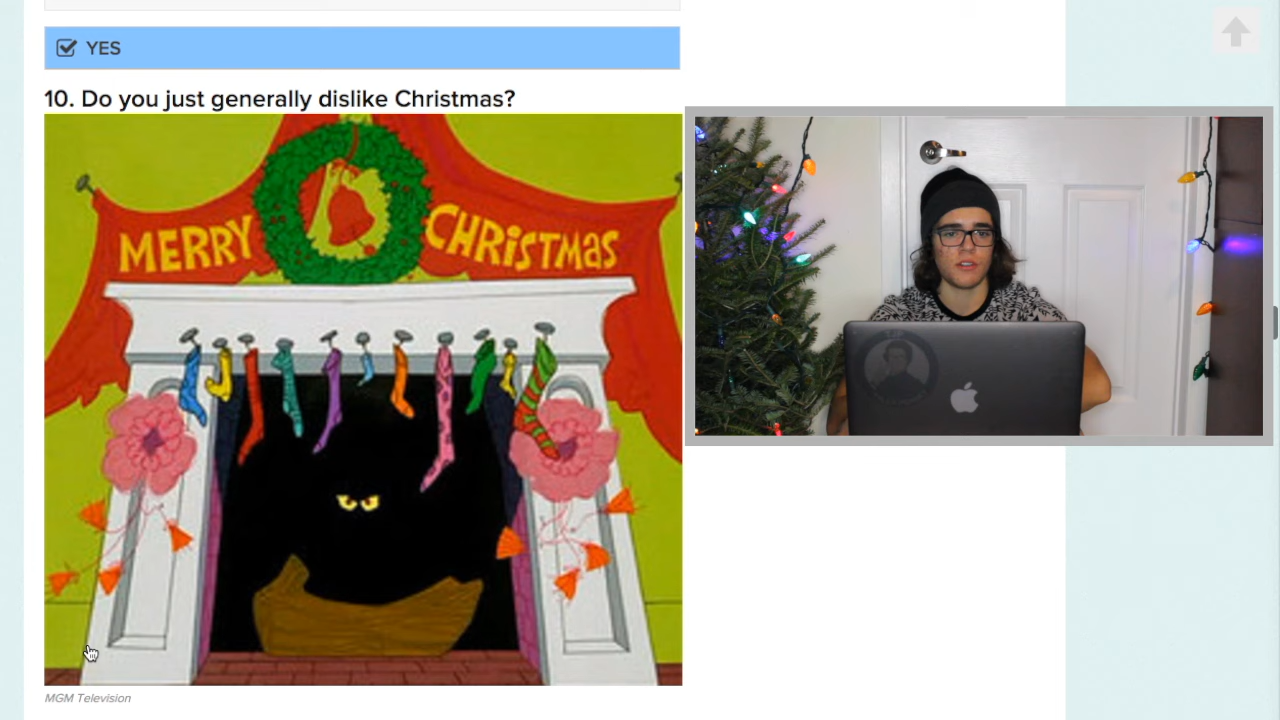 YES
10. Do you just generally dislike Christmas?
MERRY CHRISTMAS
MGM Television